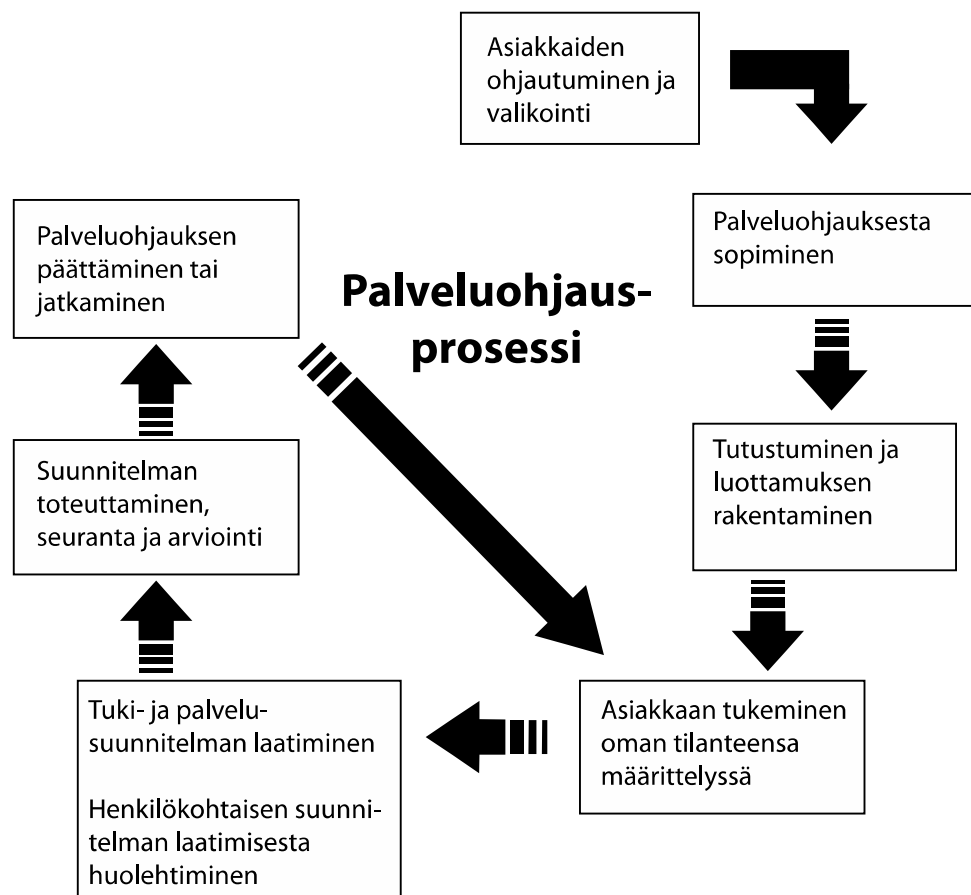 Asiakkaiden
ohjautuminen ja
valikointi
Palveluohjauksesta
sopiminen
Tutustuminen ja
luottamuksen
rakentaminen
Asiakkaan tukeminen
oman tilanteensa
määrittelyssä
Tuki- ja palvelu-
suunnitelman laatiminen
Henkilökohtaisen suunni-
telman laatimisesta
huolehtiminen
Suunnitelman
toteuttaminen,
seuranta ja arviointi
Palveluohjauksen
päättäminen tai
jatkaminen
Palveluohjaus-
prosessi